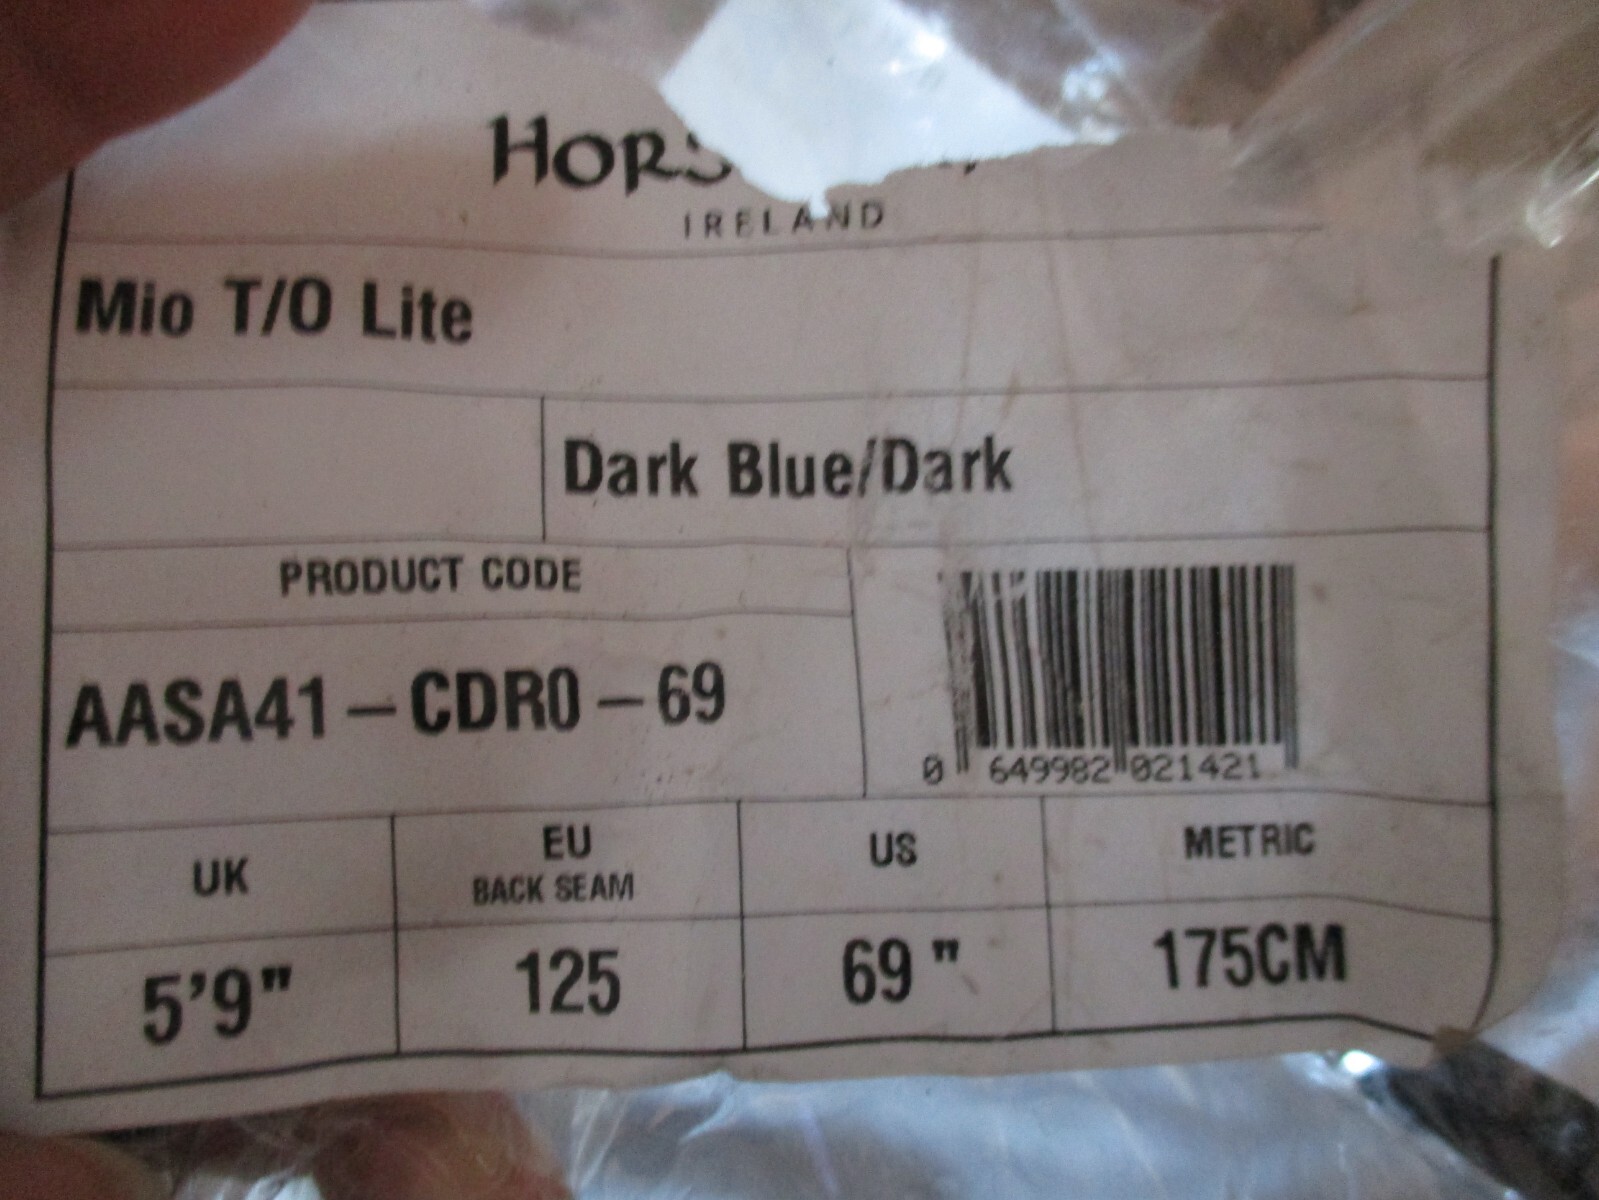 IRELAND
Mio T/O Lite
Dark Blue/Dark
PRODUCT CODE
AASA41-CDR0-69
0 649982 021421
UK
EU
BACK SEAM
US
METRIC
5'9"
125
69 "
175CM